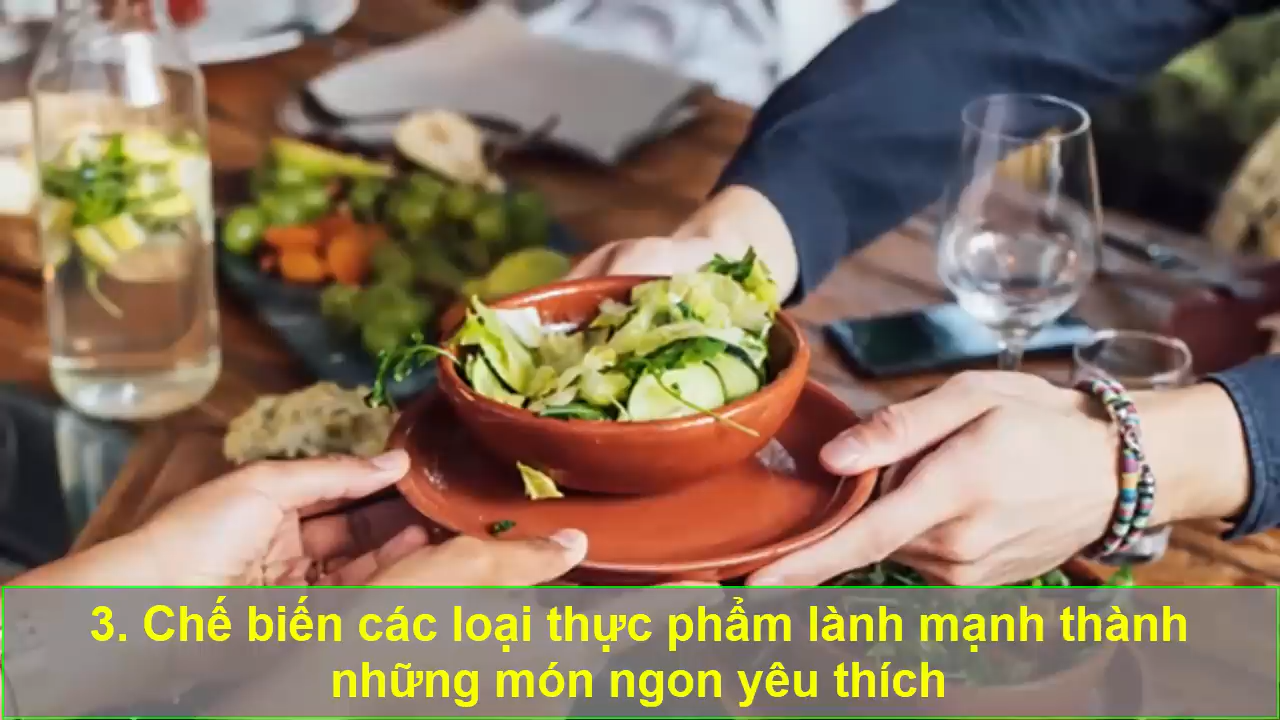 3. Chế biến các loại thực phẩm lành mạnh thành
những món ngon yêu thích